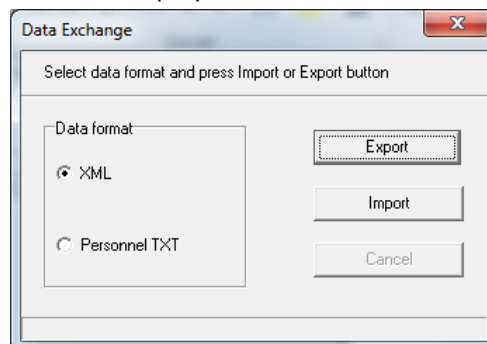 Data Exchange
Select data format and press Import or Export button
Data format
XML
Personnel TXT
Export
Import
Cancel